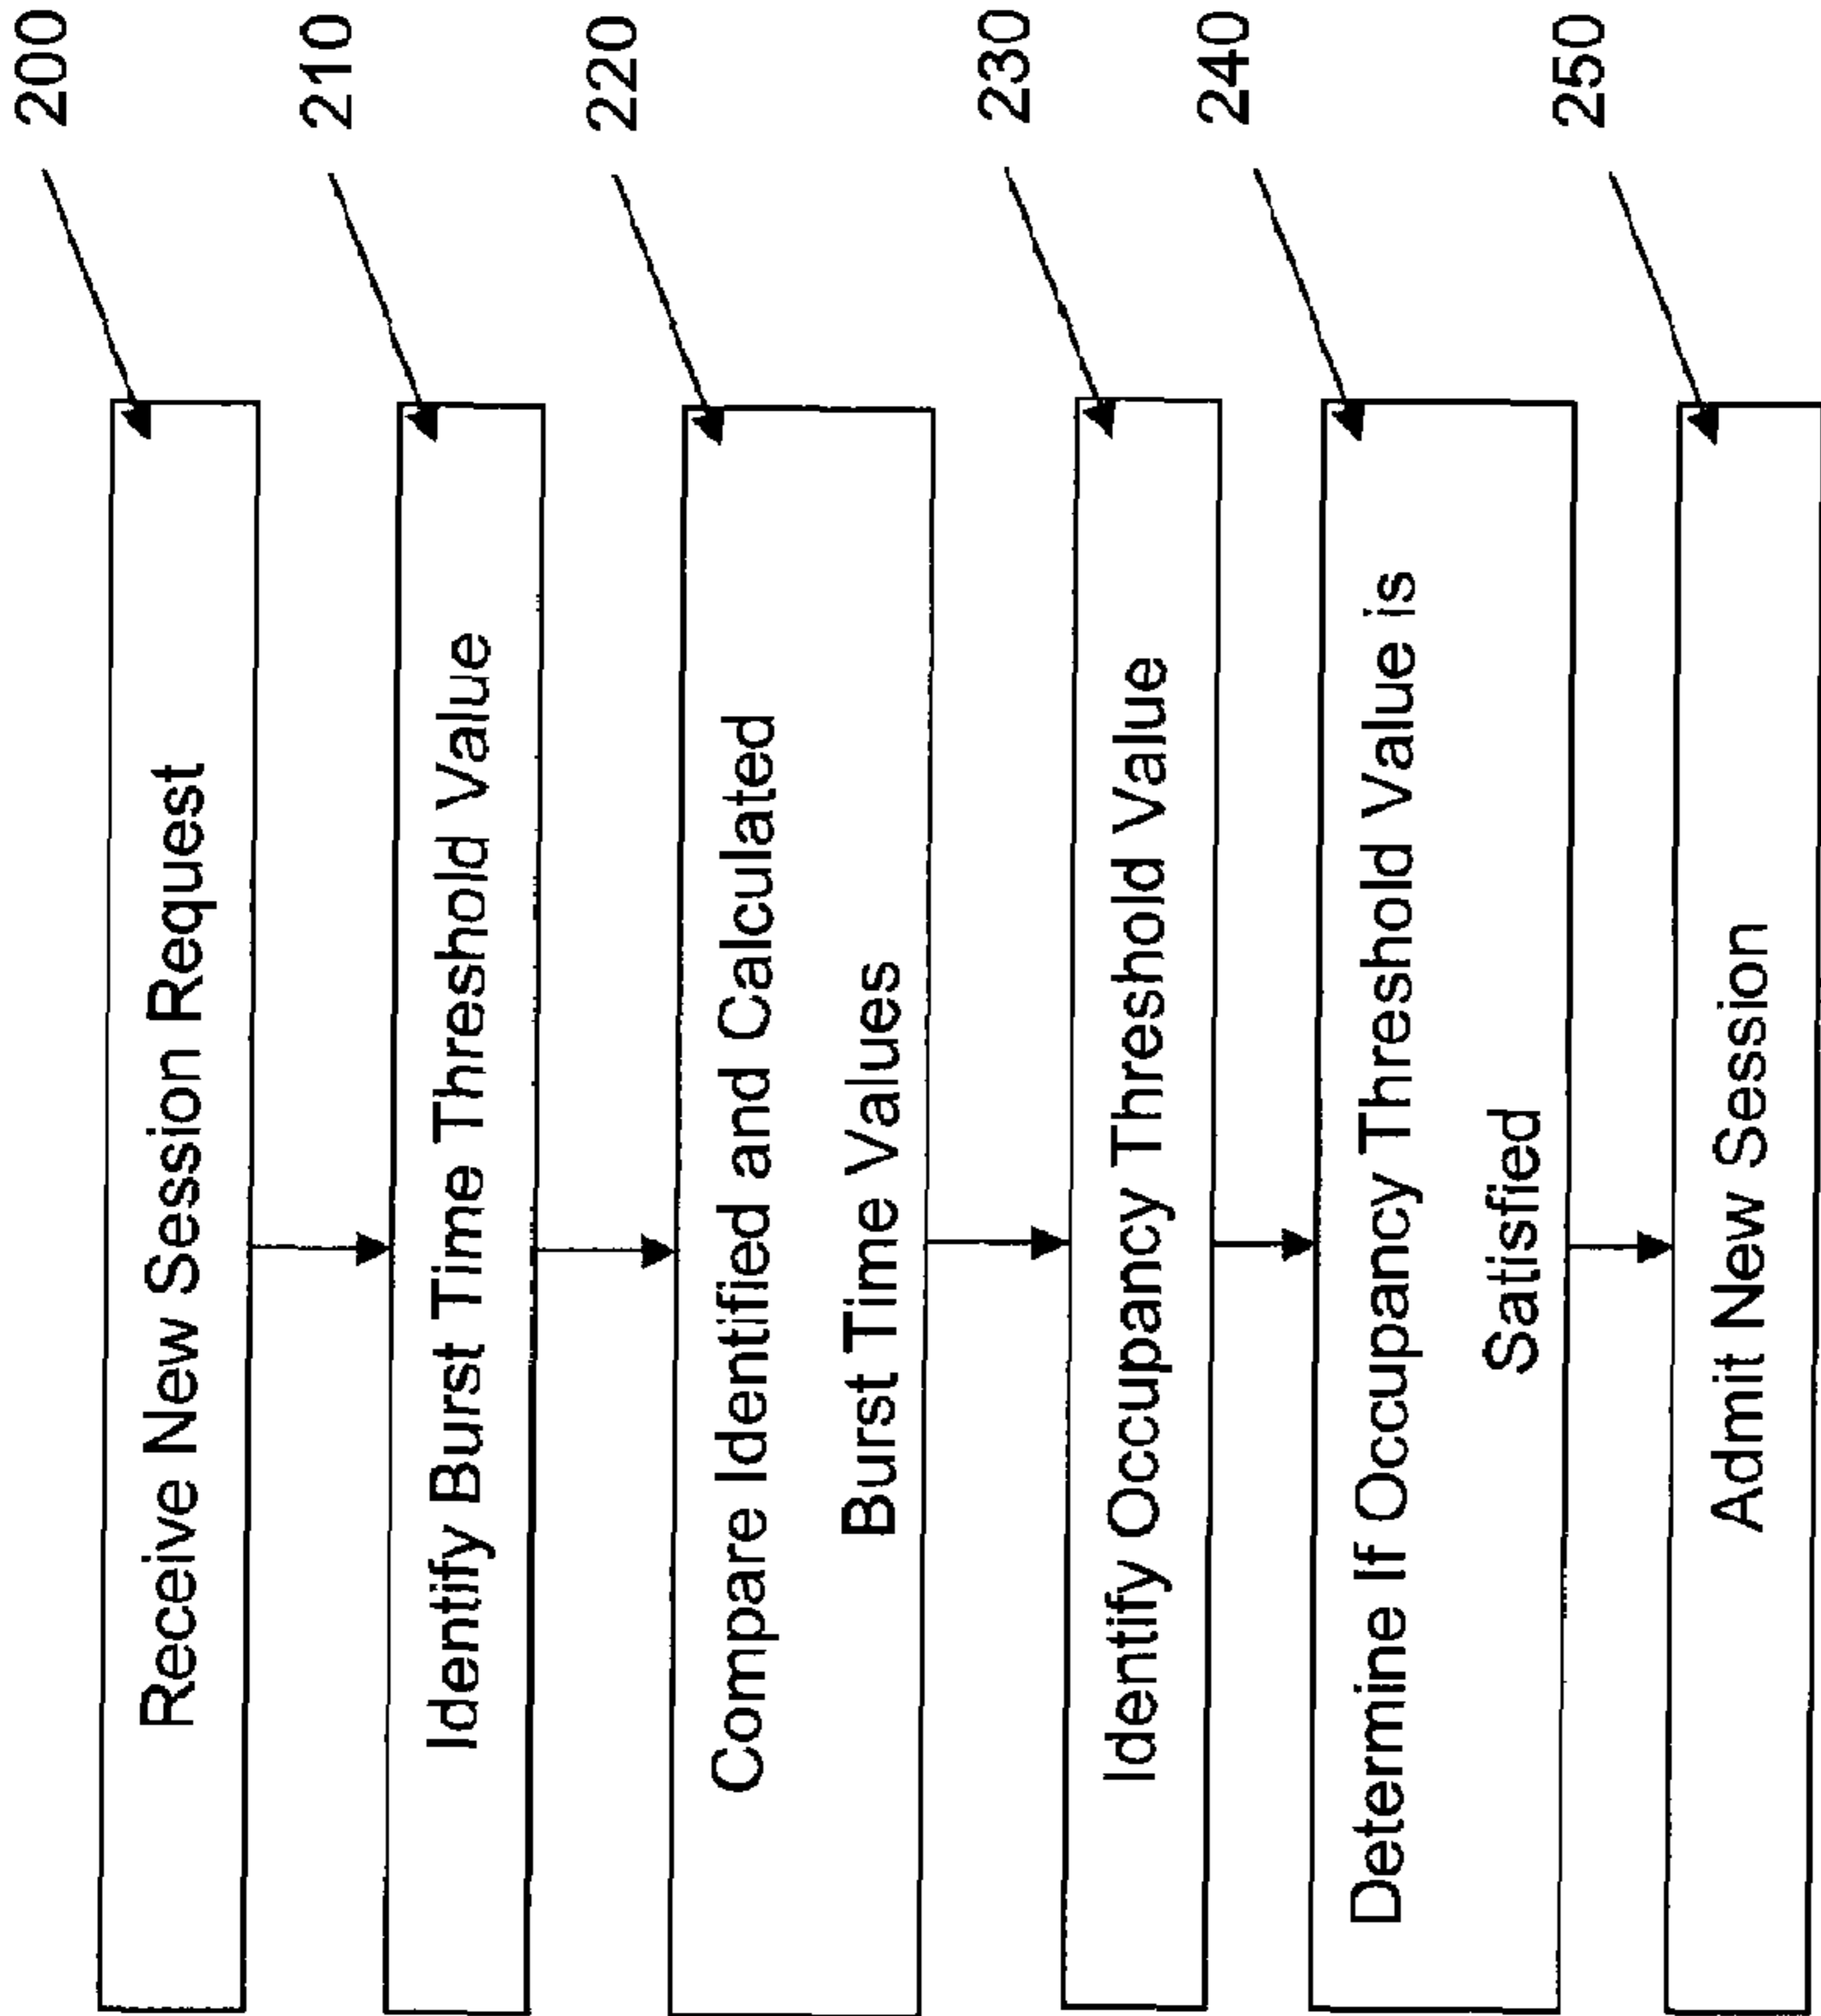 200
Receive New Session Request
210
Identify Burst Time Threshold Value
220
Compare Identified and Calculated
Burst Time Values
230
Identify Occupancy Threshold Value
240
Determine If Occupancy Threshold Value is
Satisfied
250
Admit New Session